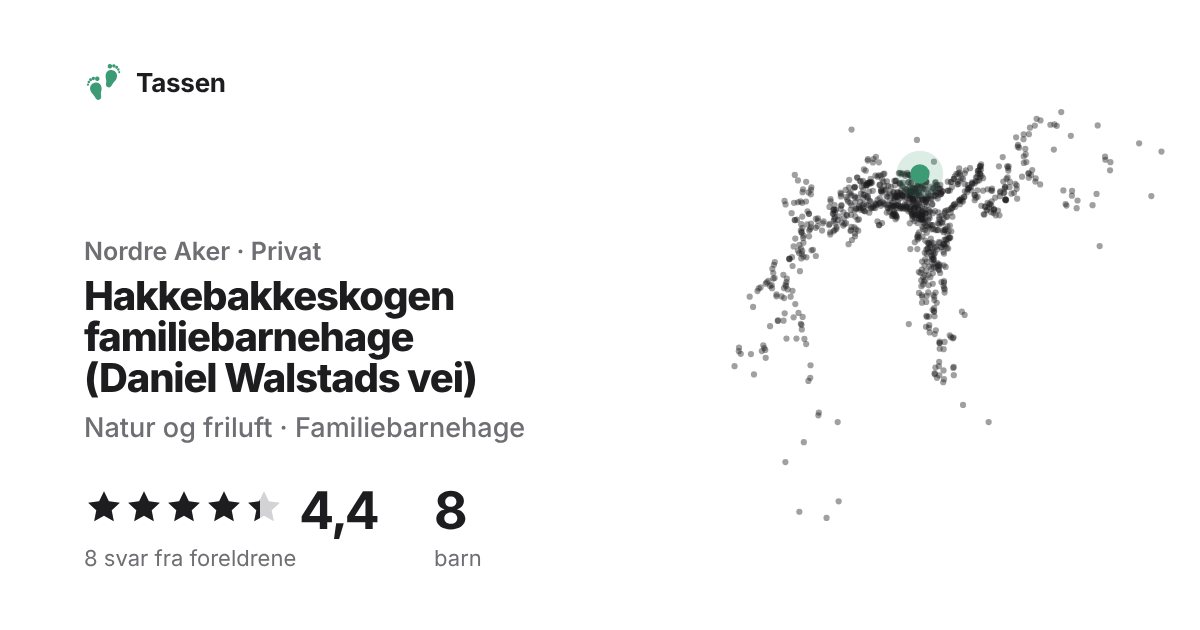 Tassen
Nordre Aker · Privat
Hakkebakkeskogen
familiebarnehage
(Daniel Walstads vei)
Natur og friluft · Familiebarnehage
4,4
8
8 svar fra foreldrene
barn